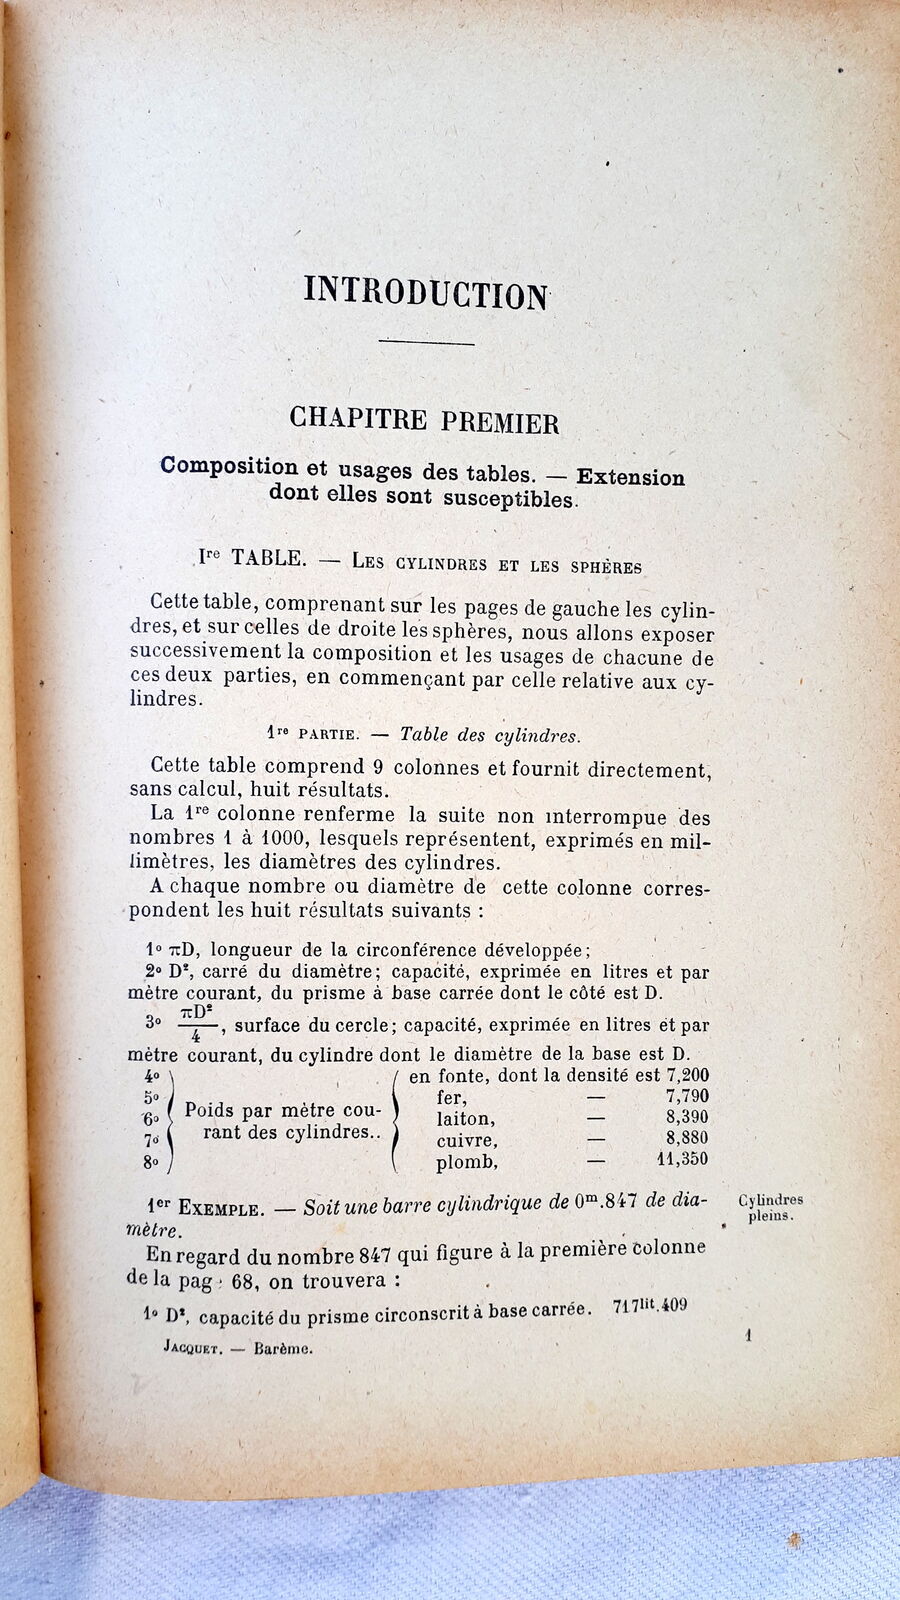 INTRODUCTION
CHAPITRE PREMIER
Composition et usages des tables. — Extension
dont elles sont susceptibles.
Ire TABLE. — LES CYLINDRES ET LES SPHÈRES
Cette table, comprenant sur les pages de gauche les cylin-
dres, et sur celles de droite les sphères, nous allons exposer
successivement la composition et les usages de chacune de
ces deux parties, en commençant par celle relative aux cy-
lindres.
1re PARTIE. — Table des cylindres.
Cette table comprend 9 colonnes et fournit directement,
sans calcul, huit résultats.
La 1re colonne renferme la suite non interrompue des
nombres 1 à 1000, lesquels représentent, exprimés en mil-
limètres, les diamètres des cylindres.
A chaque nombre ou diamètre de cette colonne corres-
pondent les huit résultats suivants :
1o πD, longueur de la circonférence développée;
2o D², carré du diamètre; capacité, exprimée en litres et par
mètre courant, du prisme à base carrée dont le côté est D.
3o πD²/4, surface du cercle; capacité, exprimée en litres et par
mètre courant, du cylindre dont le diamètre de la base est D.
4o en fonte, dont la densité est 7,200
5o fer, — 7,790
6o Poids par mètre cou- laiton, — 8,390
7o rant des cylindres.. cuivre, — 8,880
8o plomb, — 11,350
1er EXEMPLE. — Soit une barre cylindrique de 0m.847 de dia-
mètre.
Cylindres
pleins.
En regard du nombre 847 qui figure à la première colonne
de la pag : 68, on trouvera :
1o D², capacité du prisme circonscrit à base carrée. 717lit.409
JACQUET. — Barème.
1